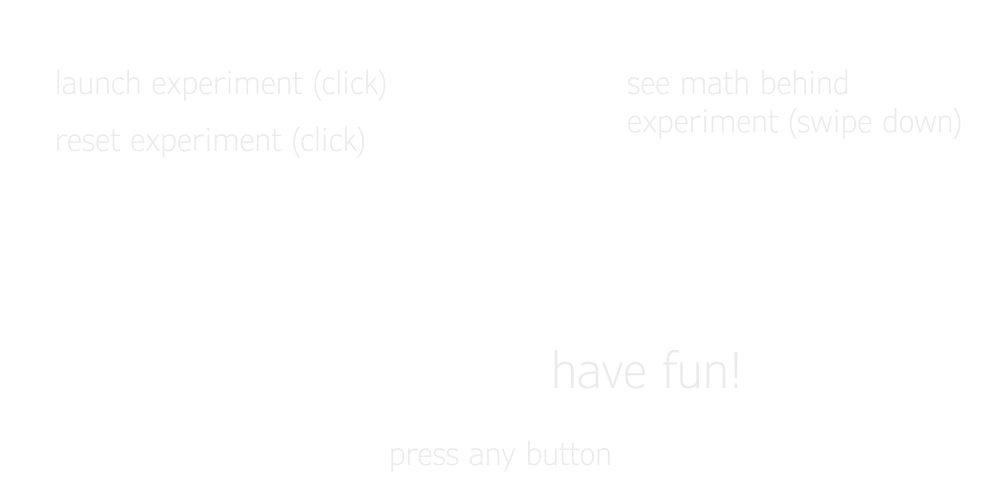 launch experiment (click)
reset experiment (click)
see math behind
experiment (swipe down)
have fun!
press any button